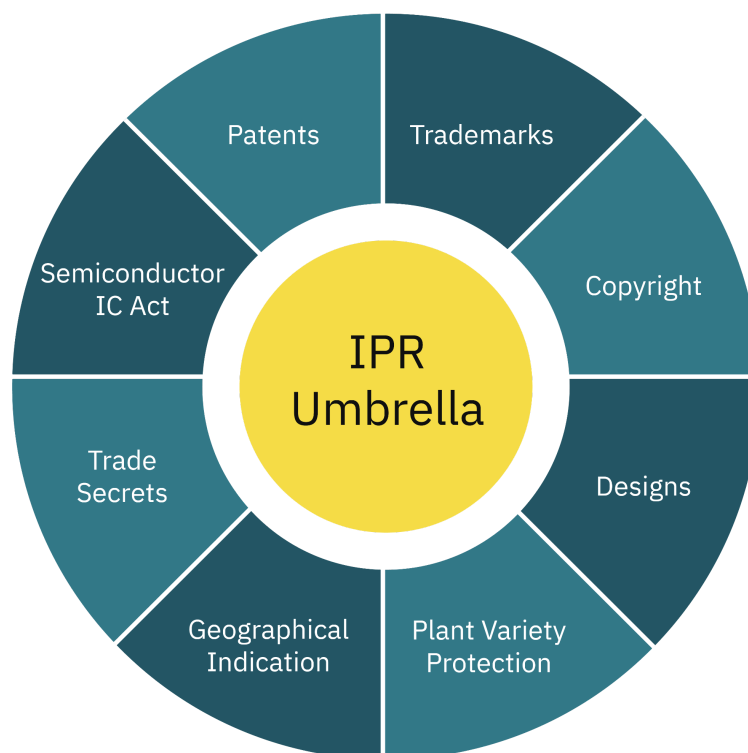 Patents
Trademarks
Semiconductor
IC Act
Copyright
IPR
Umbrella
Trade
Secrets
Designs
Geographical
Indication
Plant Variety
Protection